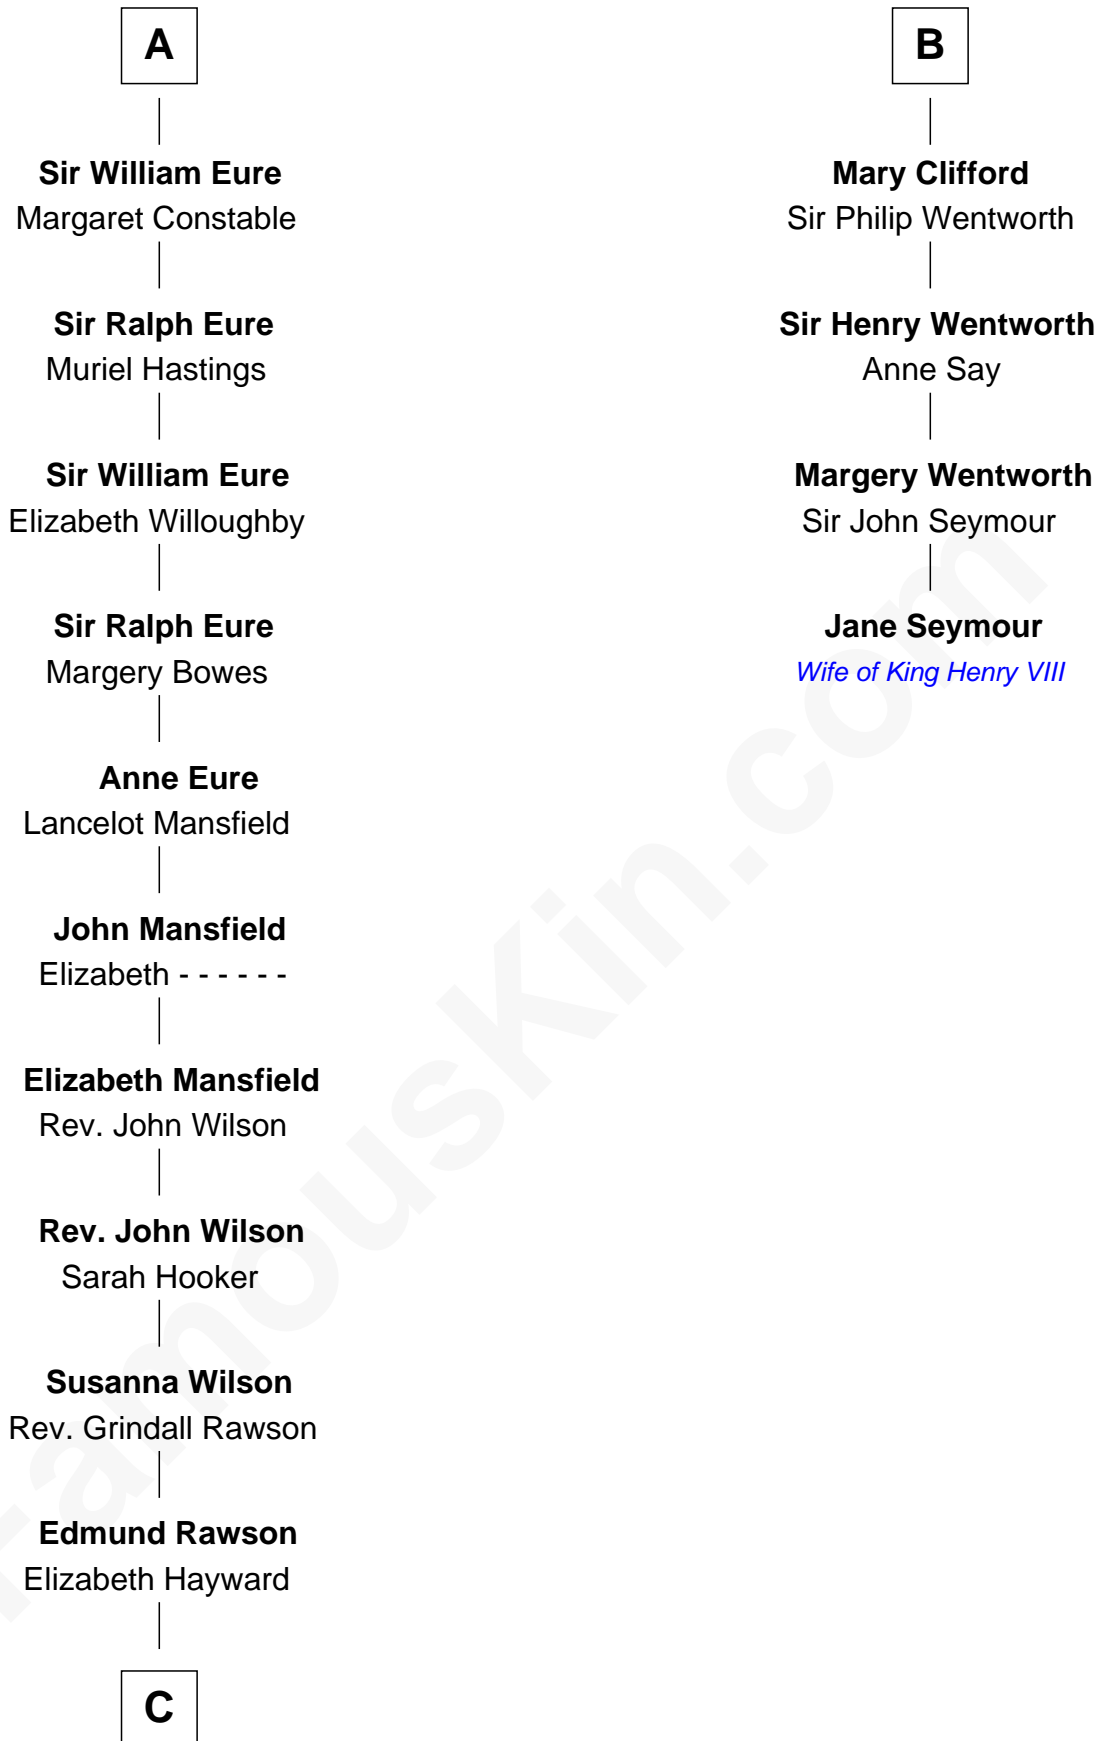 A
Sir William Eure
Margaret Constable
Sir Ralph Eure
Muriel Hastings
Sir William Eure
Elizabeth Willoughby
Sir Ralph Eure
Margery Bowes
Anne Eure
Lancelot Mansfield
John Mansfield
Elizabeth - - - - - -
Elizabeth Mansfield
Rev. John Wilson
Rev. John Wilson
Sarah Hooker
Susanna Wilson
Rev. Grindall Rawson
Edmund Rawson
Elizabeth Hayward
C
B
Mary Clifford
Sir Philip Wentworth
Sir Henry Wentworth
Anne Say
Margery Wentworth
Sir John Seymour
Jane Seymour
Wife of King Henry VIII
FamousKin.com